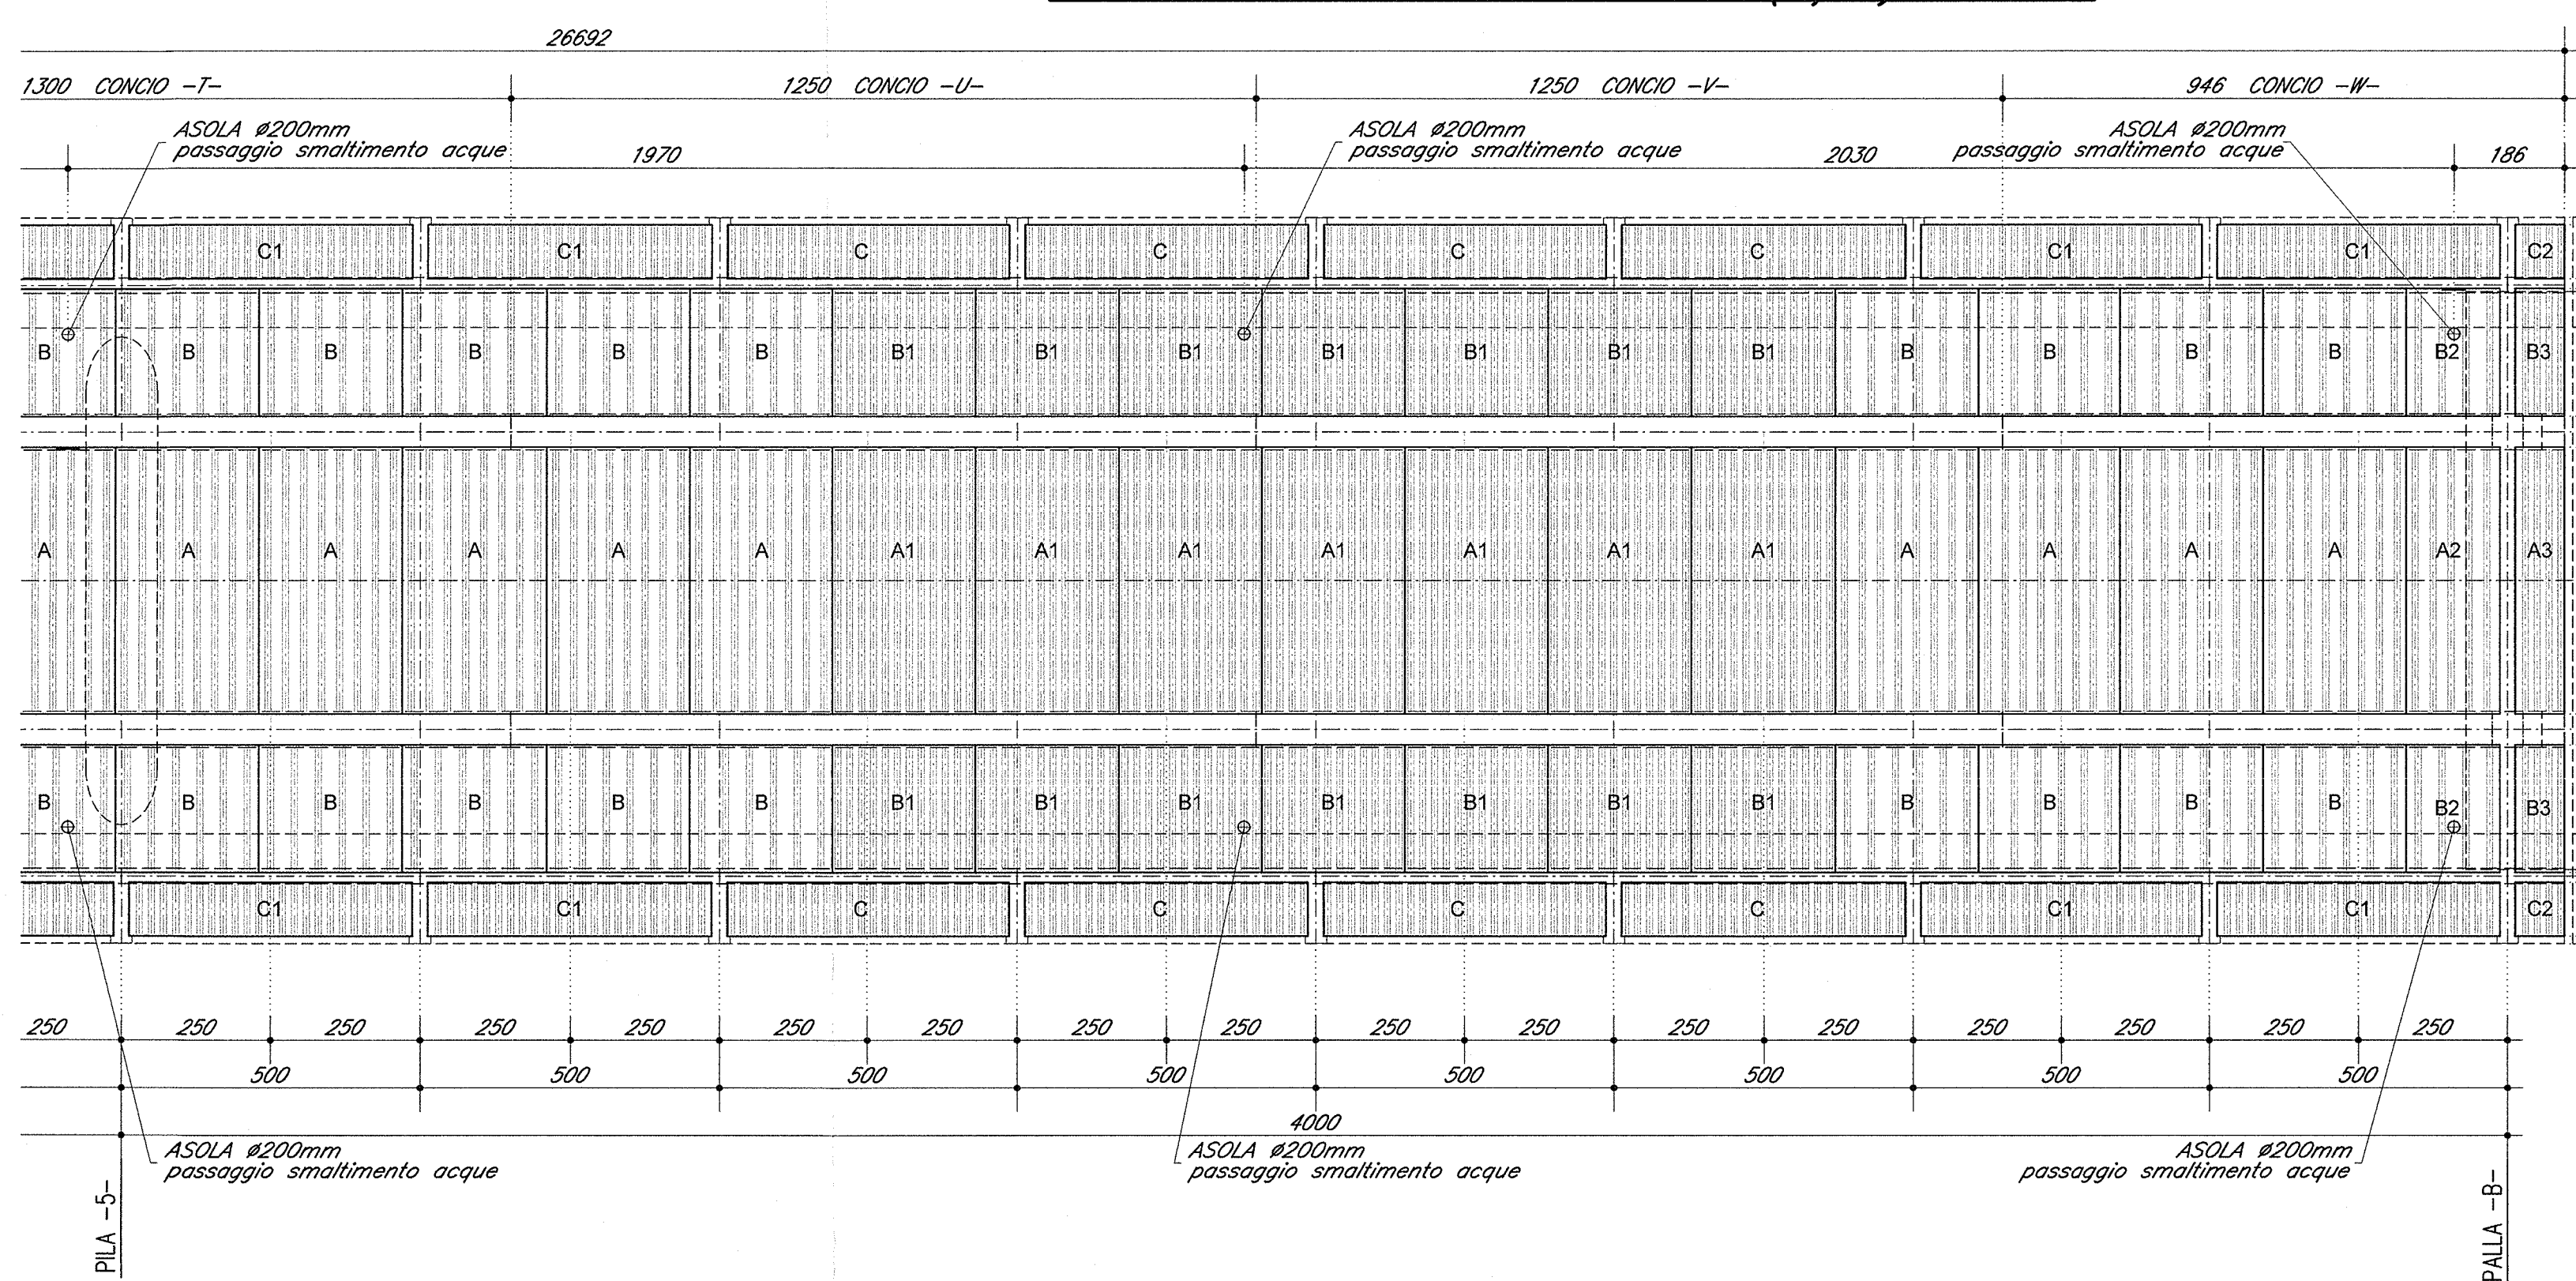 26692
1300 CONCIO -T-
1250 CONCIO -U-
1250 CONCIO -V-
946 CONCIO -W-
ASOLA ø200mm
passaggio smaltimento acque
1970
ASOLA ø200mm
passaggio smaltimento acque
2030
ASOLA ø200mm
passaggio smaltimento acque
186
C1 C1 C C C C C1 C1 C2
B B B B B B B1 B1 B1 B1 B1 B1 B1 B B B B B2 B3
A A A A A A A1 A1 A1 A1 A1 A1 A1 A A A A A2 A3
B B B B B B B1 B1 B1 B1 B1 B1 B1 B B B B B2 B3
C1 C1 C C C C C1 C1 C2
250 250 250 250 250 250 250 250 250 250 250 250 250 250 250 250 250
500 500 500 500 500 500 500 500
4000
ASOLA ø200mm
passaggio smaltimento acque
ASOLA ø200mm
passaggio smaltimento acque
ASOLA ø200mm
passaggio smaltimento acque
PILA -5-
PALLA -B-